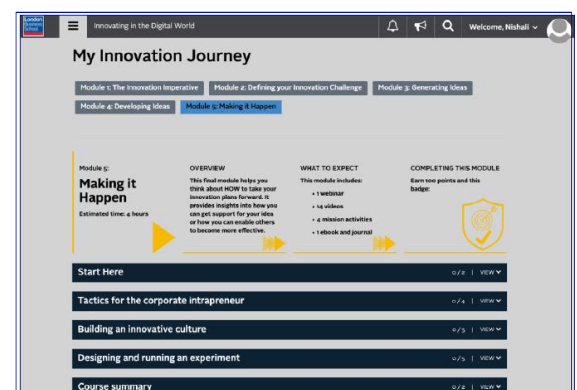 London
Business
School
Innovating in the Digital World
Welcome, Nishali
My Innovation Journey
Module 1: The Innovation Imperative
Module 2: Defining your Innovation Challenge
Module 3: Generating Ideas
Module 4: Developing Ideas
Module 5: Making it Happen
Module 5:
Making it
Happen
Estimated time: 4 hours
OVERVIEW
This final module helps you
think about HOW to take your
innovation plans forward. It
provides insights into how you
can get support for your idea
or how you can enable others
to become more effective.
WHAT TO EXPECT
This module includes:
• 1 webinar
• 14 videos
• 4 mission activities
• 1 ebook and journal
COMPLETING THIS MODULE
Earn 100 points and this
badge:
Start Here
0/2 | VIEW
Tactics for the corporate intrapreneur
0/4 | VIEW
Building an innovative culture
0/5 | VIEW
Designing and running an experiment
0/5 | VIEW
Course summary
0/2 | VIEW